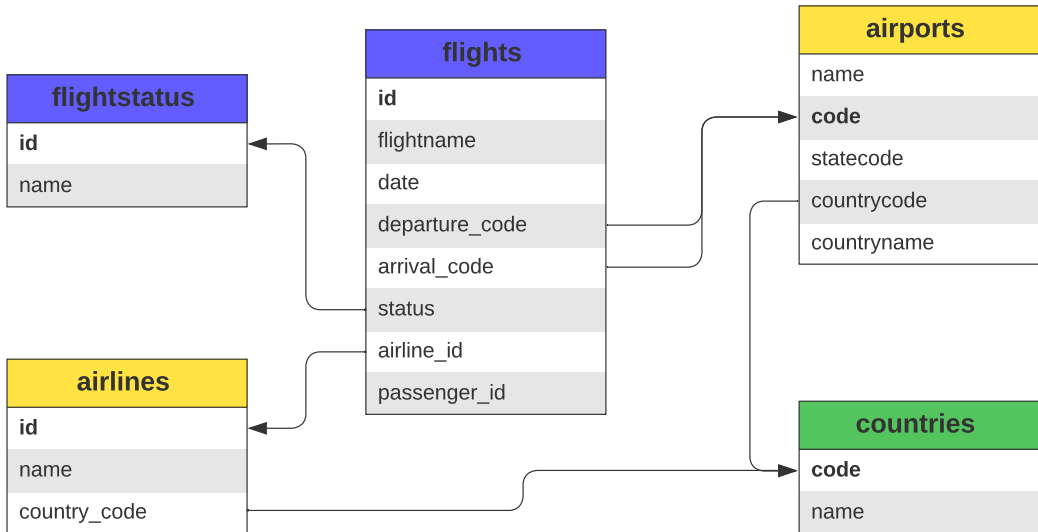 flightstatus
id
name
flights
id
flightname
date
departure_code
arrival_code
status
airline_id
passenger_id
airports
name
code
statecode
countrycode
countryname
airlines
id
name
country_code
countries
code
name